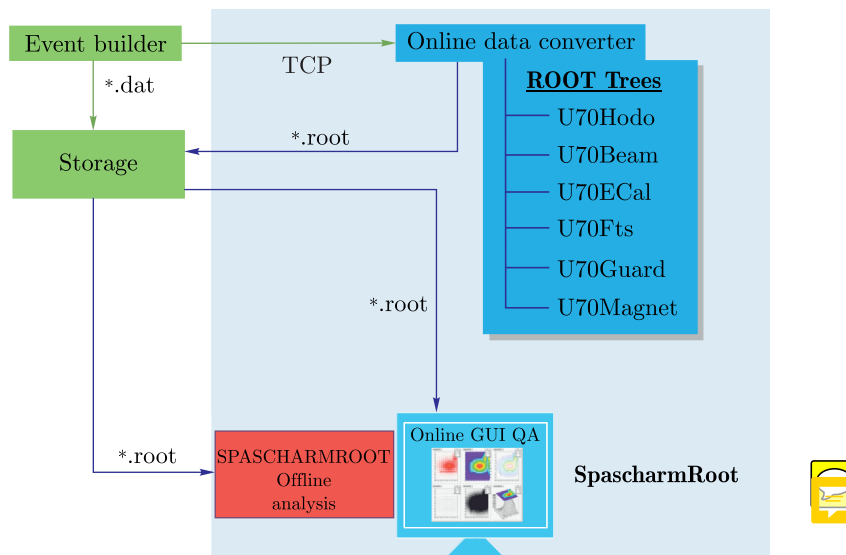 Event builder
Online data converter
TCP
*.dat
ROOT Trees
U70Hodo
*.root
U70Beam
Storage
U70ECal
U70Fts
U70Guard
*.root
U70Magnet
Online GUI QA
*.root
SPASCHARMROOT
Offline
analysis
SpascharmRoot